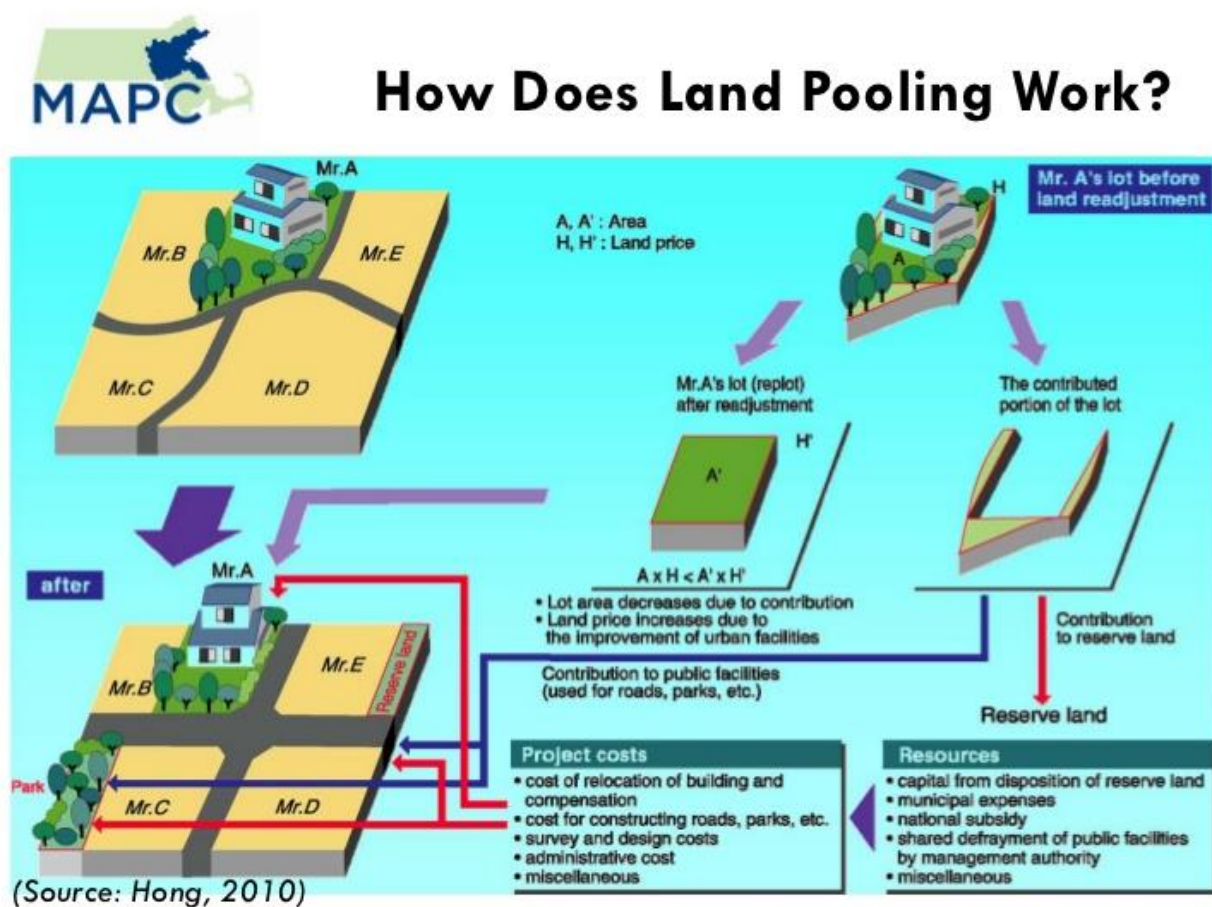 MAPC
How Does Land Pooling Work?
Mr.A
Mr.B
Mr.E
Mr.C
Mr.D
A, A' : Area
H, H' : Land price
H
A
Mr. A's lot before
land readjustment
Mr.A's lot (replot)
after readjustment
H'
A'
A x H < A' x H'
• Lot area decreases due to contribution
• Land price increases due to
the improvement of urban facilities
The contributed
portion of the lot
Contribution
to reserve land
Reserve land
Contribution to public facilities
(used for roads, parks, etc.)
after
Mr.A
Mr.B
Mr.E
Reserve land
Park
Mr.C
Mr.D
Project costs
• cost of relocation of building and
compensation
• cost for constructing roads, parks, etc.
• survey and design costs
• administrative cost
• miscellaneous
Resources
• capital from disposition of reserve land
• municipal expenses
• national subsidy
• shared defrayment of public facilities
by management authority
• miscellaneous
(Source: Hong, 2010)